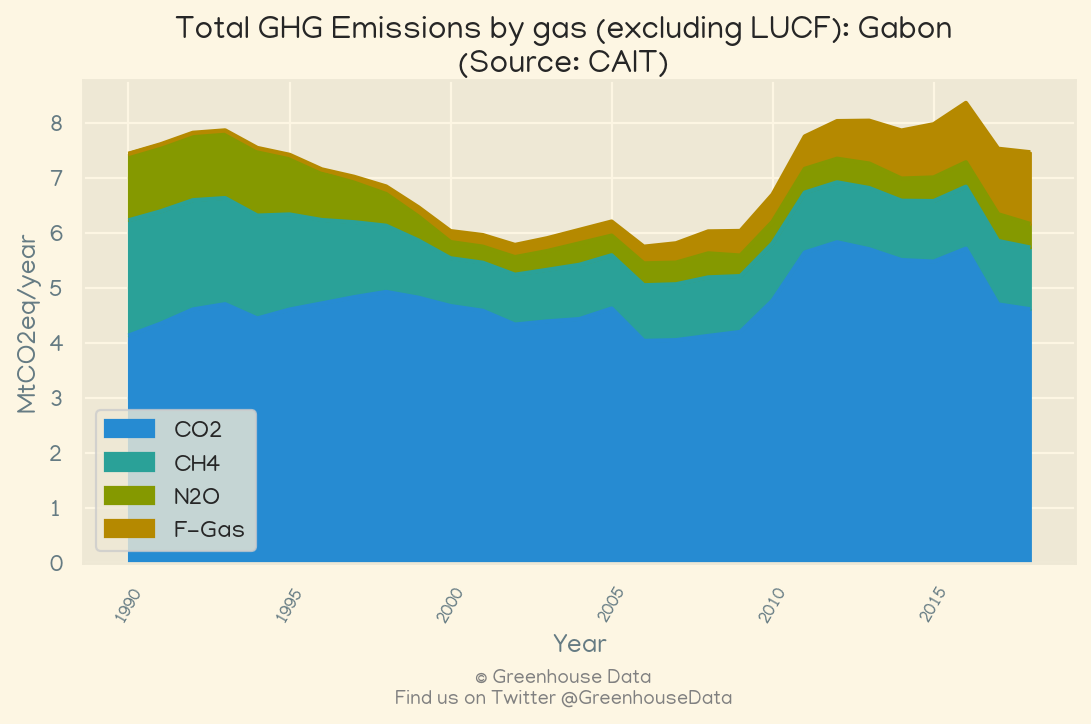 Total GHG Emissions by gas (excluding LUCF): Gabon
(Source: CAIT)
MtCO2eq/year
8
7
6
5
4
3
2
1
0
CO2
CH4
N2O
F-Gas
1990
1995
2000
2005
2010
2015
Year
© Greenhouse Data
Find us on Twitter @GreenhouseData